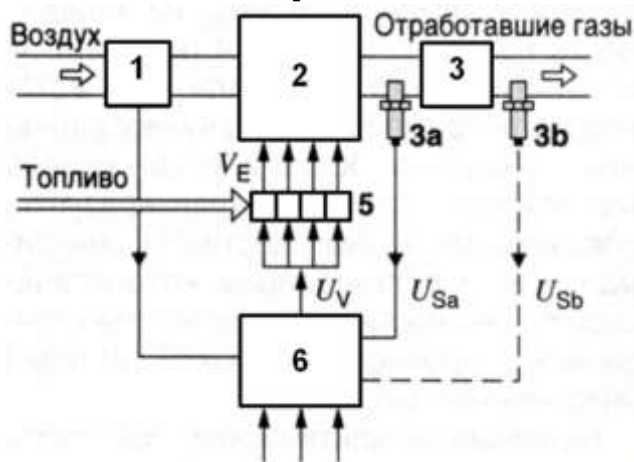 Воздух
Отработавшие газы
1
2
3
3a
3b
V_E
Топливо
5
U_V
U_Sa
U_Sb
6